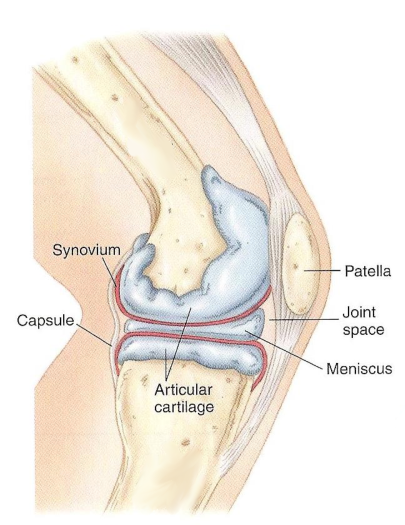 Synovium
Patella
Capsule
Joint
space
Meniscus
Articular
cartilage